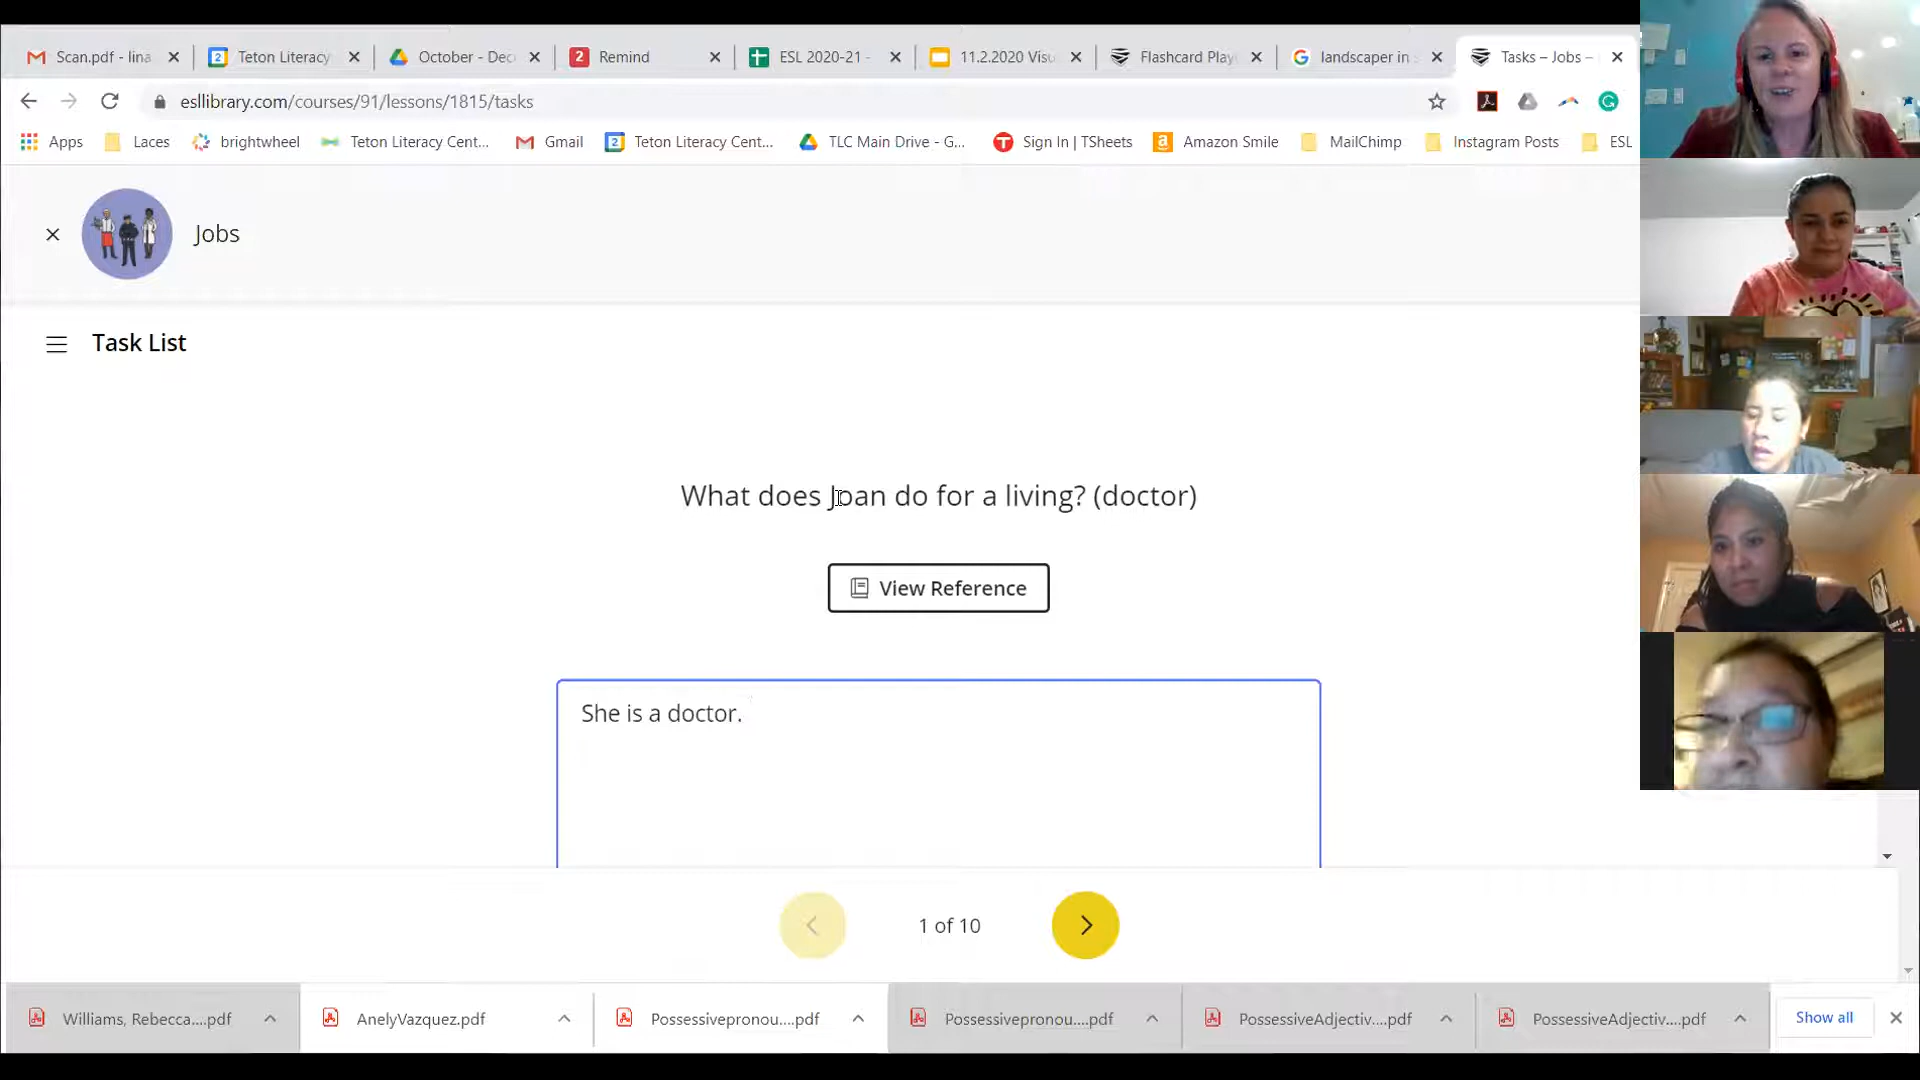 Scan.pdf - lina
2 Teton Literacy
October - Dec
2 Remind
ESL 2020-21 -
11.2.2020 Visu
Flashcard Play
landscaper in s
Tasks – Jobs –
esllibrary.com/courses/91/lessons/1815/tasks
Apps
Laces
brightwheel
Teton Literacy Cent...
Gmail
2 Teton Literacy Cent...
TLC Main Drive - G...
Sign In | TSheets
Amazon Smile
MailChimp
Instagram Posts
ESL
Jobs
Task List
What does Joan do for a living? (doctor)
View Reference
She is a doctor.
1 of 10
Williams, Rebecca....pdf
AnelyVazquez.pdf
Possessivepronou....pdf
Possessivepronou....pdf
PossessiveAdjectiv....pdf
PossessiveAdjectiv....pdf
Show all